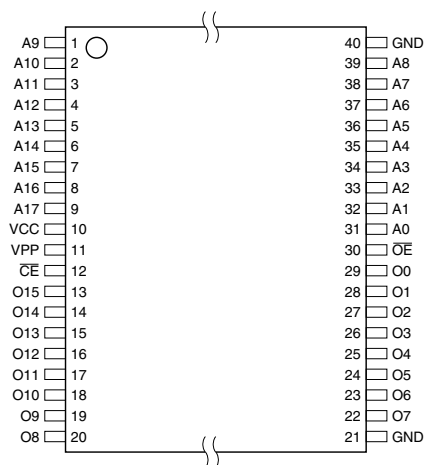 A9 1 40 GND
A10 2 39 A8
A11 3 38 A7
A12 4 37 A6
A13 5 36 A5
A14 6 35 A4
A15 7 34 A3
A16 8 33 A2
A17 9 32 A1
VCC 10 31 A0
VPP 11 30 O̅E̅
C̅E̅ 12 29 O0
O15 13 28 O1
O14 14 27 O2
O13 15 26 O3
O12 16 25 O4
O11 17 24 O5
O10 18 23 O6
O9 19 22 O7
O8 20 21 GND